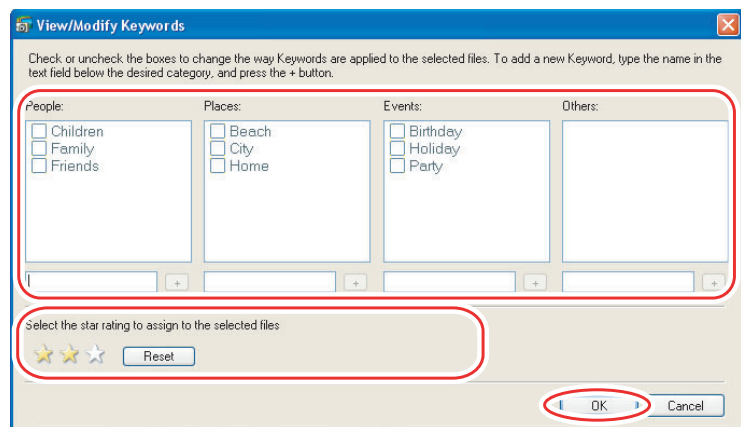 View/Modify Keywords
Check or uncheck the boxes to change the way Keywords are applied to the selected files. To add a new Keyword, type the name in the
text field below the desired category, and press the + button.
People: Places: Events: Others:
Children Beach Birthday
Family City Holiday
Friends Home Party
+ + + +
Select the star rating to assign to the selected files
Reset
OK Cancel